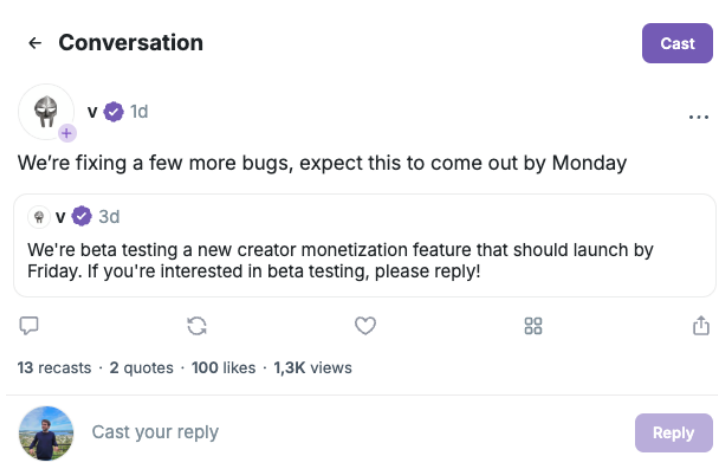 ← Conversation
Cast
v 1d
...
We’re fixing a few more bugs, expect this to come out by Monday
v 3d
We're beta testing a new creator monetization feature that should launch by
Friday. If you're interested in beta testing, please reply!
13 recasts · 2 quotes · 100 likes · 1,3K views
Cast your reply
Reply